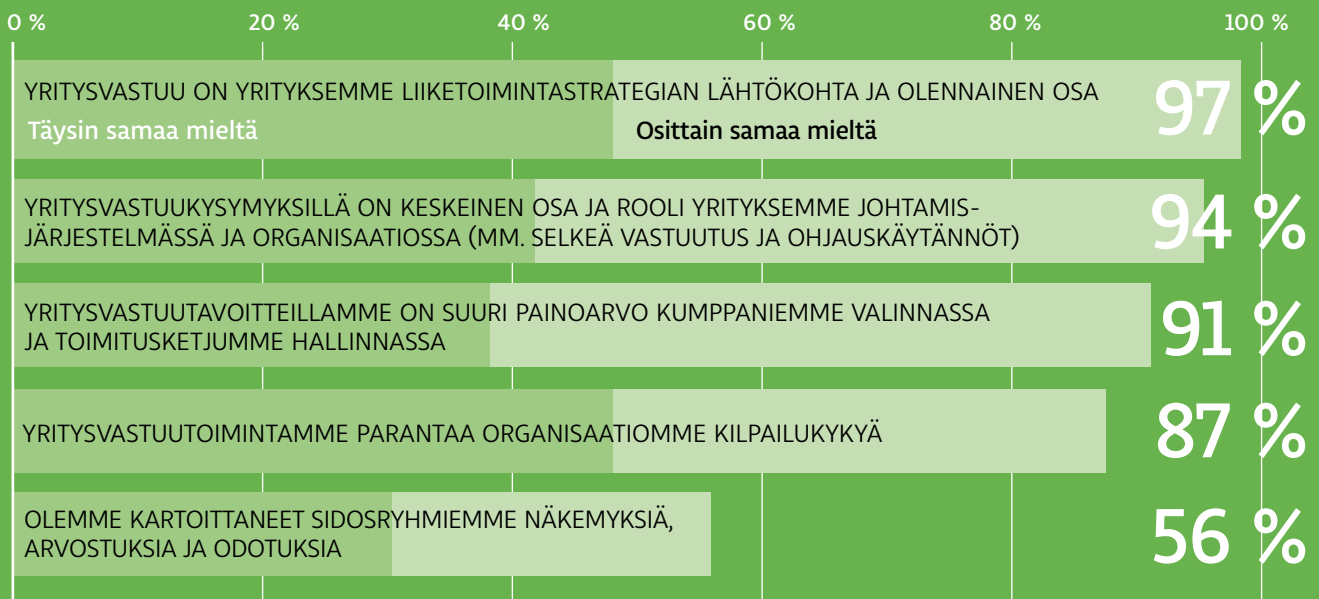 0 % 20 % 40 % 60 % 80 % 100 %
YRITYSVASTUU ON YRITYKSEMME LIIKETOIMINTASTRATEGIAN LÄHTÖKOHTA JA OLENNAINEN OSA
Täysin samaa mieltä Osittain samaa mieltä
97 %
YRITYSVASTUUKYSYMYKSILLÄ ON KESKEINEN OSA JA ROOLI YRITYKSEMME JOHTAMIS-
JÄRJESTELMÄSSÄ JA ORGANISAATIOSSA (MM. SELKEÄ VASTUUTUS JA OHJAUSKÄYTÄNNÖT)
94 %
YRITYSVASTUUTAVOITTEILLAMME ON SUURI PAINOARVO KUMPPANIEMME VALINNASSA
JA TOIMITUSKETJUMME HALLINNASSA
91 %
YRITYSVASTUUTOIMINTAMME PARANTAA ORGANISAATIOMME KILPAILUKYKYÄ
87 %
OLEMME KARTOITTANEET SIDOSRYHMIEMME NÄKEMYKSIÄ,
ARVOSTUKSIA JA ODOTUKSIA
56 %